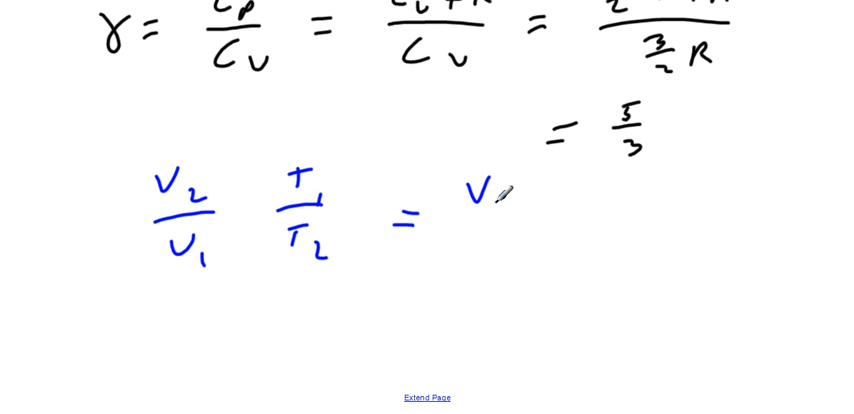 γ = Cp / Cv = Cv + R / Cv = / 3/2 R
= 5/3
V2/V1 T1/T2 = V
Extend Page